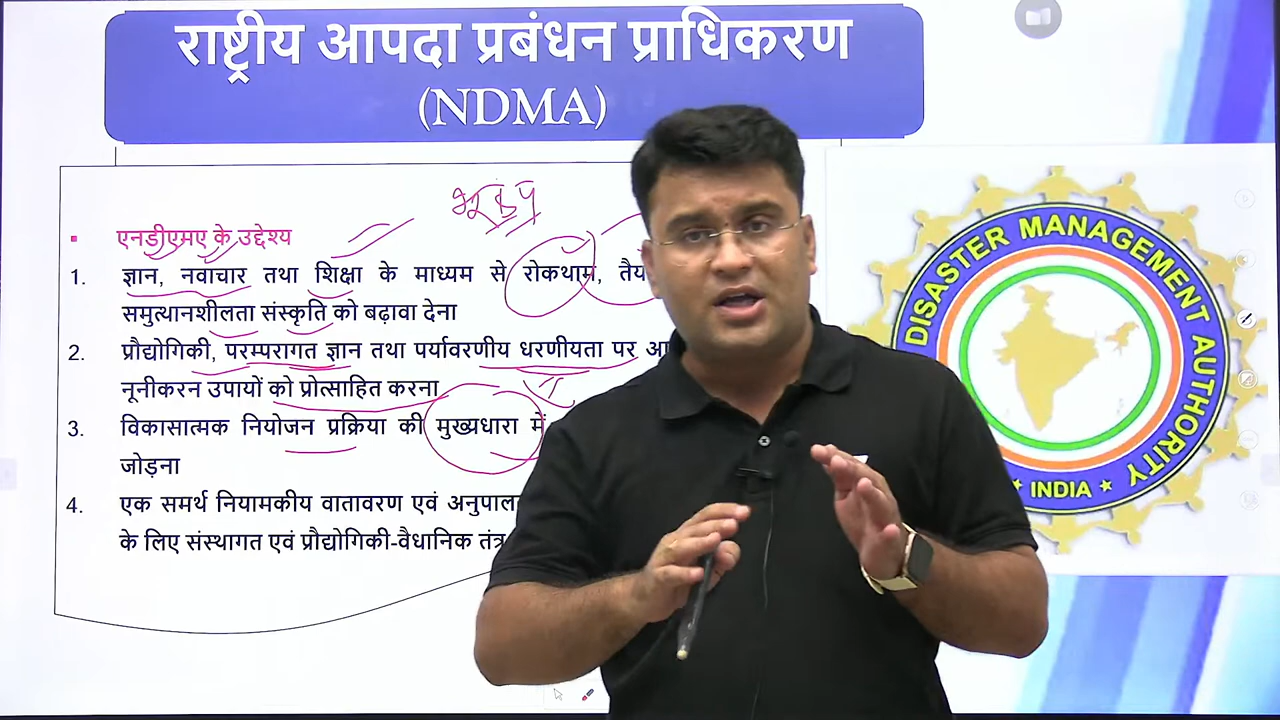 राष्ट्रीय आपदा प्रबंधन प्राधिकरण
(NDMA)
भूकंप
एनडीएमए के उद्देश्य
1. ज्ञान, नवाचार तथा शिक्षा के माध्यम से रोकथाम,
समुत्थानशीलता संस्कृति को बढ़ावा देना
2. प्रौद्योगिकी, परम्परागत ज्ञान तथा पर्यावरणीय धरणीयता पर
नूनीकरन उपायों को प्रोत्साहित करना
3. विकासात्मक नियोजन प्रक्रिया की मुख्यधारा में
जोड़ना
4. एक समर्थ नियामकीय वातावरण एवं
के लिए संस्थागत एवं प्रौद्योगिकी-वैधानिक तंत्र
DISASTER MANAGEMENT AUTHORITY
★ INDIA ★